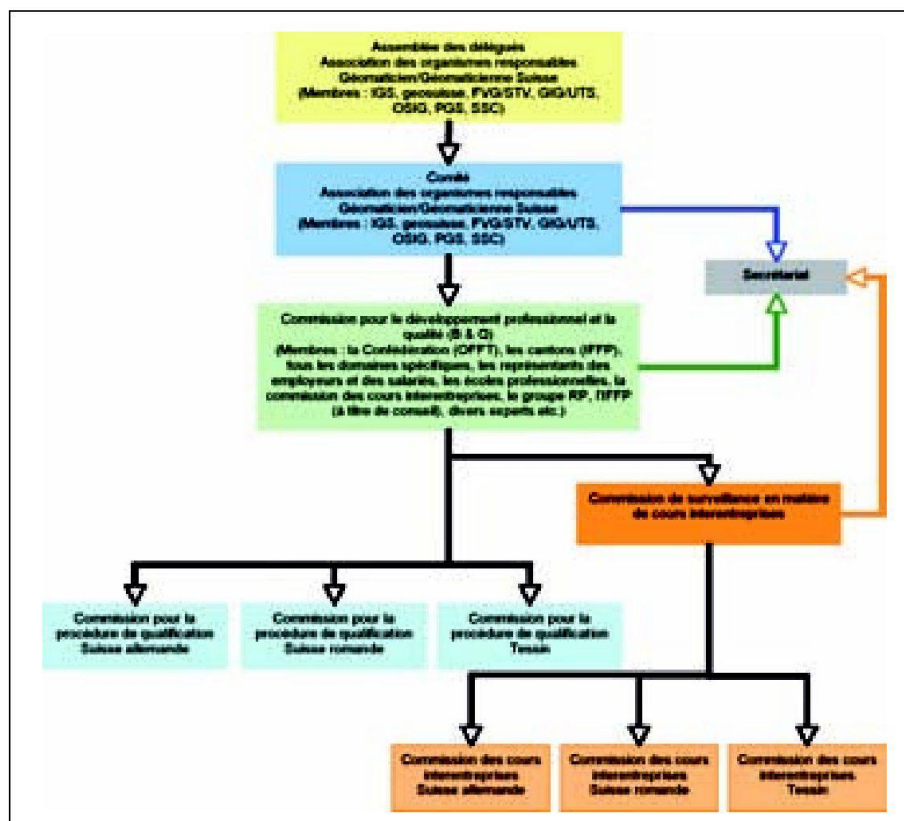 Assemblée des délégués
Association des organismes responsables
Géomaticien/Géomaticienne Suisse
(Membres : IGS, geosuisse, FVG/STV, GIG/UTS,
OSIG, PGS, SSC)
Comité
Association des organismes responsables
Géomaticien/Géomaticienne Suisse
(Membres : IGS, geosuisse, FVG/STV, GIG/UTS,
OSIG, PGS, SSC)
Secrétariat
Commission pour le développement professionnel et la
qualité (B & Q)
(Membres : la Confédération (OFFT), les cantons (IFFP),
tous les domaines spécifiques, les représentants des
employeurs et des salariés, les écoles professionnelles, la
commission des cours interentreprises, le groupe RP, l'IFFP
(à titre de conseil), divers experts etc.)
Commission de surveillance en matière
de cours interentreprises
Commission pour la
procédure de qualification
Suisse allemande
Commission pour la
procédure de qualification
Suisse romande
Commission pour la
procédure de qualification
Tessin
Commission des cours
interentreprises
Suisse allemande
Commission des cours
interentreprises
Suisse romande
Commission des cours
interentreprises
Tessin